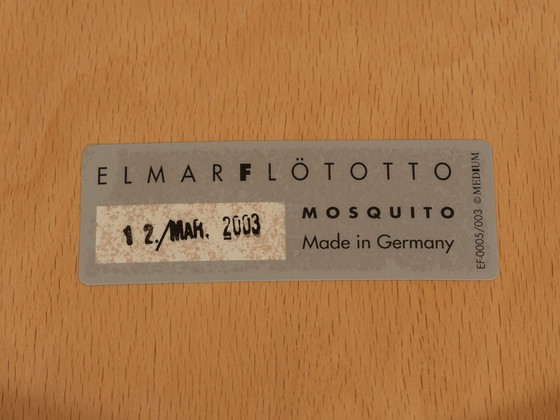 ELMARFLÖTOTTO
12./MAR. 2003
MOSQUITO
Made in Germany
EF-0005/003 © MEDIUM